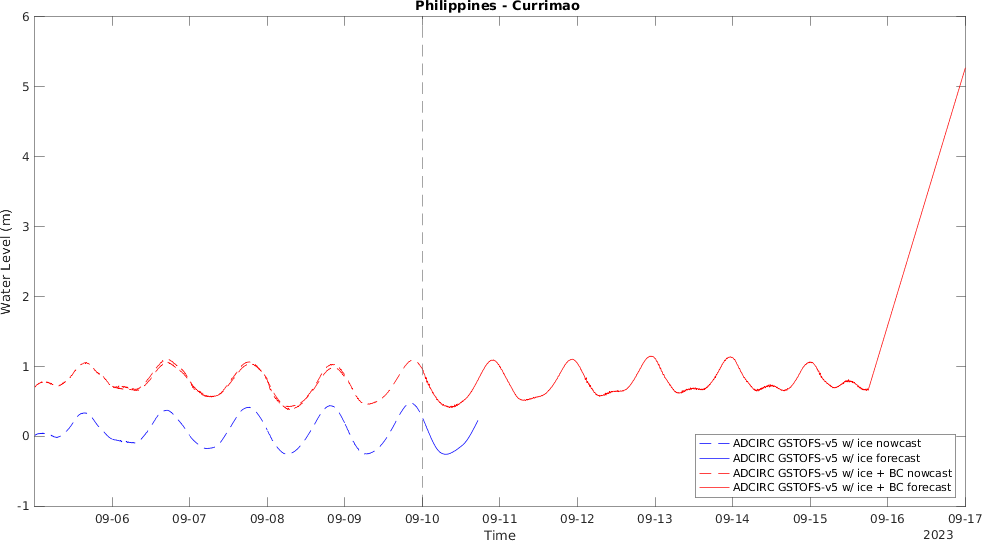 Philippines - Currimao
6
5
4
3
2
1
0
-1
Water Level (m)
ADCIRC GSTOFS-v5 w/ ice nowcast
ADCIRC GSTOFS-v5 w/ ice forecast
ADCIRC GSTOFS-v5 w/ ice + BC nowcast
ADCIRC GSTOFS-v5 w/ ice + BC forecast
09-06 09-07 09-08 09-09 09-10 09-11 09-12 09-13 09-14 09-15 09-16 09-17
Time
2023